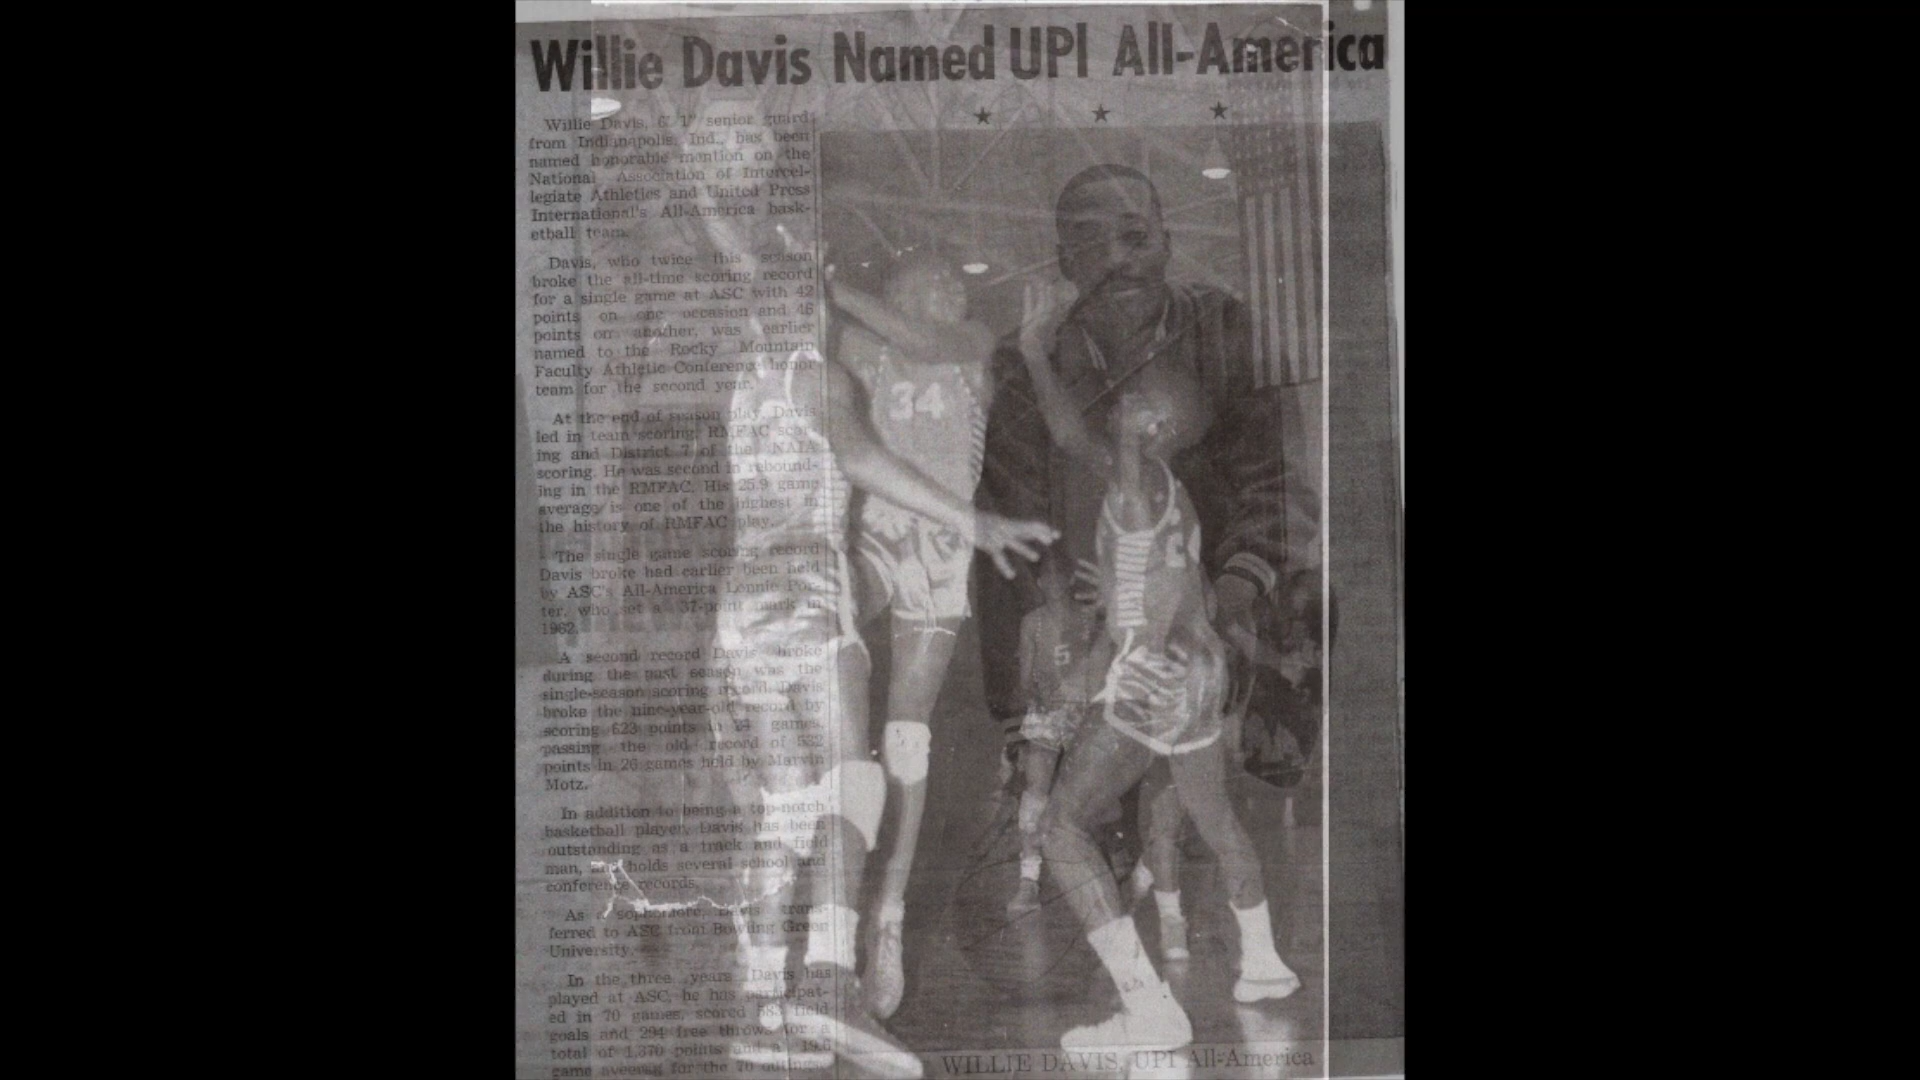 Willie Davis Named UPI All-America
Willie Davis, 6' 1" senior guard
from Indianapolis, Ind., has been
named honorable mention on the
National Association of Intercol-
legiate Athletics and United Press
International's All-America bask-
etball team.
Davis, who twice this season
broke the all-time scoring record
for a single game at ASC with 42
points on one occasion and 46
points on another, was earlier
named to the Rocky Mountain
Faculty Athletic Conference honor
team for the second year.
At the end of season play, Davis
led in team scoring, RMFAC scor-
ing and District 7 of the NAIA
scoring. He was second in rebound-
ing in the RMFAC. His 25.9 game
average is one of the highest in
the history of RMFAC play.
The single game scoring record
Davis broke had earlier been held
by ASC's All-America Lonnie Por-
ter, who set a 37-point mark in
1962.
A second record Davis broke
during the past season was the
single-season scoring record. Davis
broke the nine-year-old record by
scoring 623 points in 24 games,
passing the old record of 532
points in 26 games held by Marvin
Motz.
In addition to being a top-notch
basketball player, Davis has been
outstanding as a track and field
man, and holds several school and
conference records.
As a sophomore, Davis trans-
ferred to ASC from Bowling Green
University.
In the three years Davis has
played at ASC, he has participat-
ed in 70 games, scored field
goals and 294 free throws for a
total of 1,370 points and a 19.6
game for the 70 outings.
34
5
WILLIE DAVIS, UPI All-America